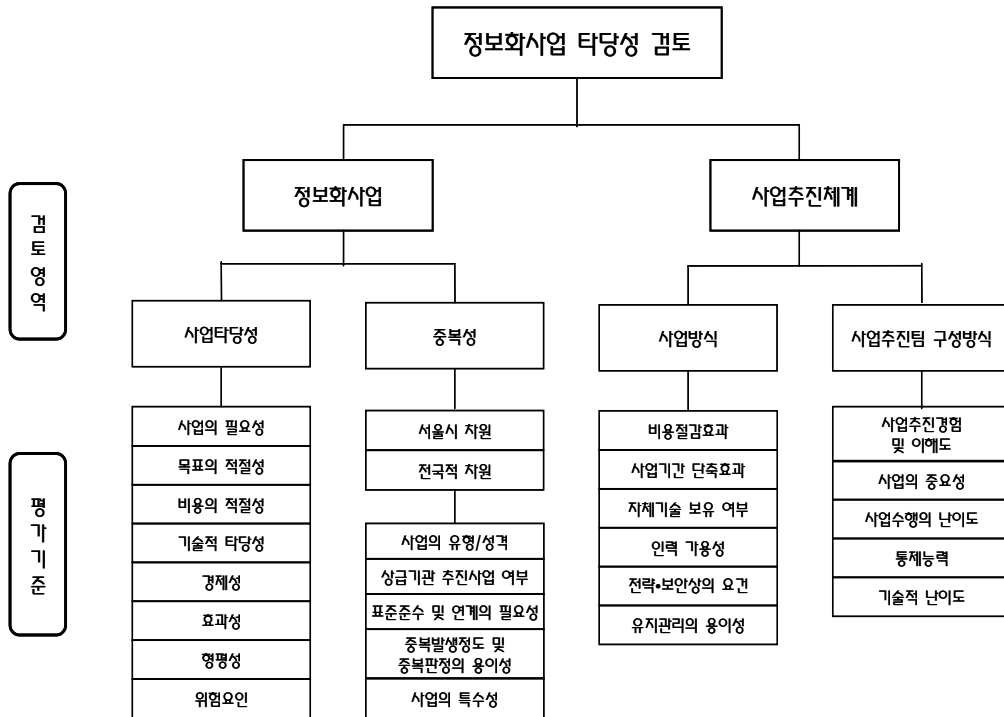 정보화사업 타당성 검토
검토영역
정보화사업
사업추진체계
사업타당성
중복성
사업방식
사업추진팀 구성방식
평가기준
사업의 필요성
목표의 적절성
비용의 적절성
기술적 타당성
경제성
효과성
형평성
위험요인
서울시 차원
전국적 차원
사업의 유형/성격
상급기관 추진사업 여부
표준준수 및 연계의 필요성
중복발생정도 및
중복판정의 용이성
사업의 특수성
비용절감효과
사업기간 단축효과
자체기술 보유 여부
인력 가용성
전략•보안상의 요건
유지관리의 용이성
사업추진경험
및 이해도
사업의 중요성
사업수행의 난이도
통제능력
기술적 난이도